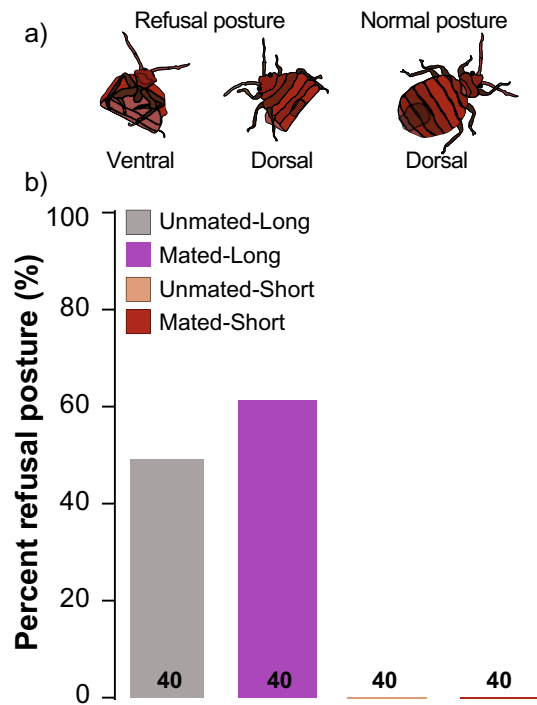 a)
Refusal posture
Normal posture
Ventral
Dorsal
Dorsal
b)
Percent refusal posture (%)
100
80
60
40
20
0
Unmated-Long
Mated-Long
Unmated-Short
Mated-Short
40
40
40
40